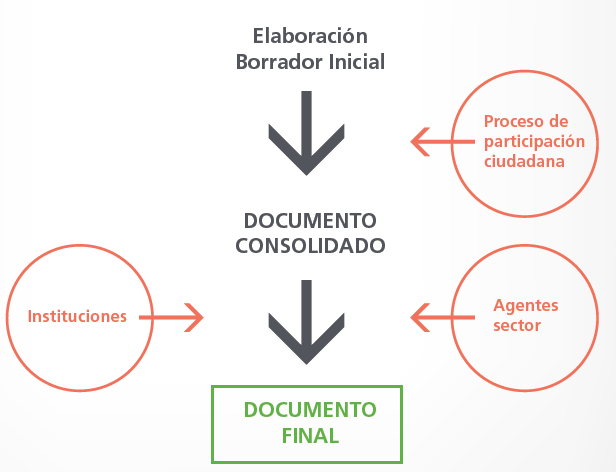 Elaboración
Borrador Inicial
Proceso de
participación
ciudadana
DOCUMENTO
CONSOLIDADO
Instituciones
Agentes
sector
DOCUMENTO
FINAL